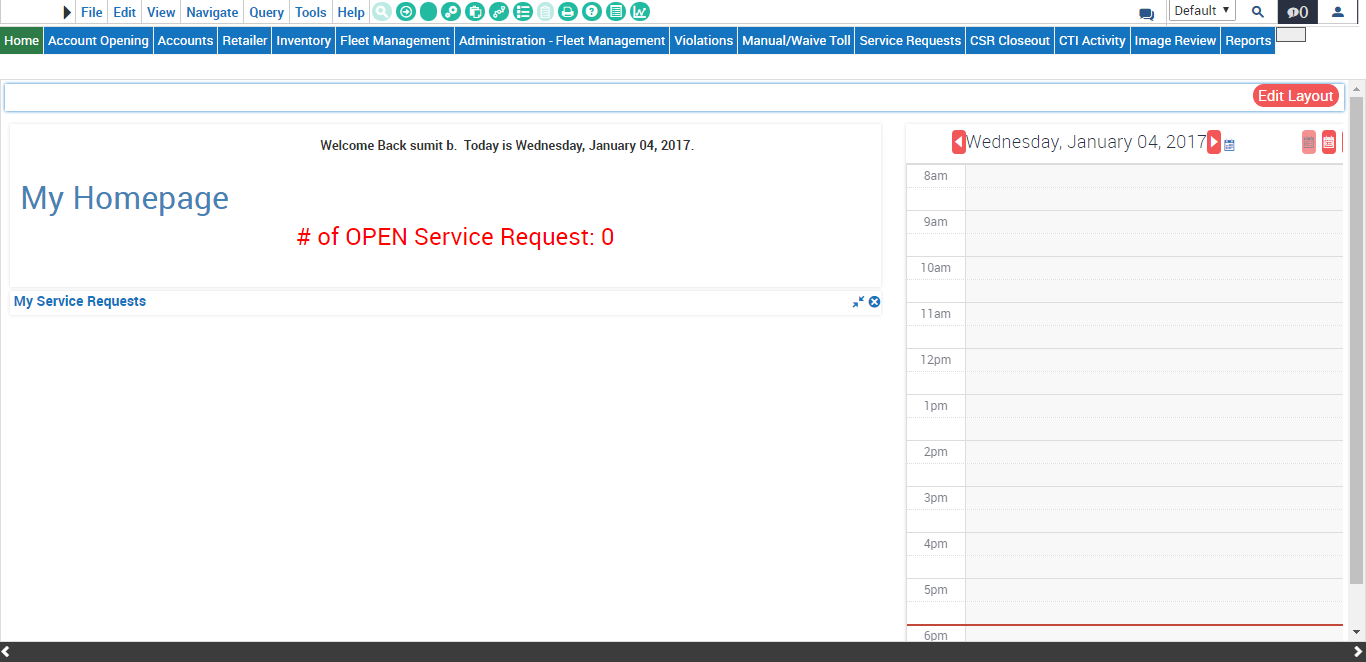 File Edit View Navigate Query Tools Help Default 0
Home Account Opening Accounts Retailer Inventory Fleet Management Administration - Fleet Management Violations Manual/Waive Toll Service Requests CSR Closeout CTI Activity Image Review Reports
Edit Layout
Welcome Back sumit b. Today is Wednesday, January 04, 2017.
My Homepage
# of OPEN Service Request: 0
My Service Requests
Wednesday, January 04, 2017
8am
9am
10am
11am
12pm
1pm
2pm
3pm
4pm
5pm
6pm